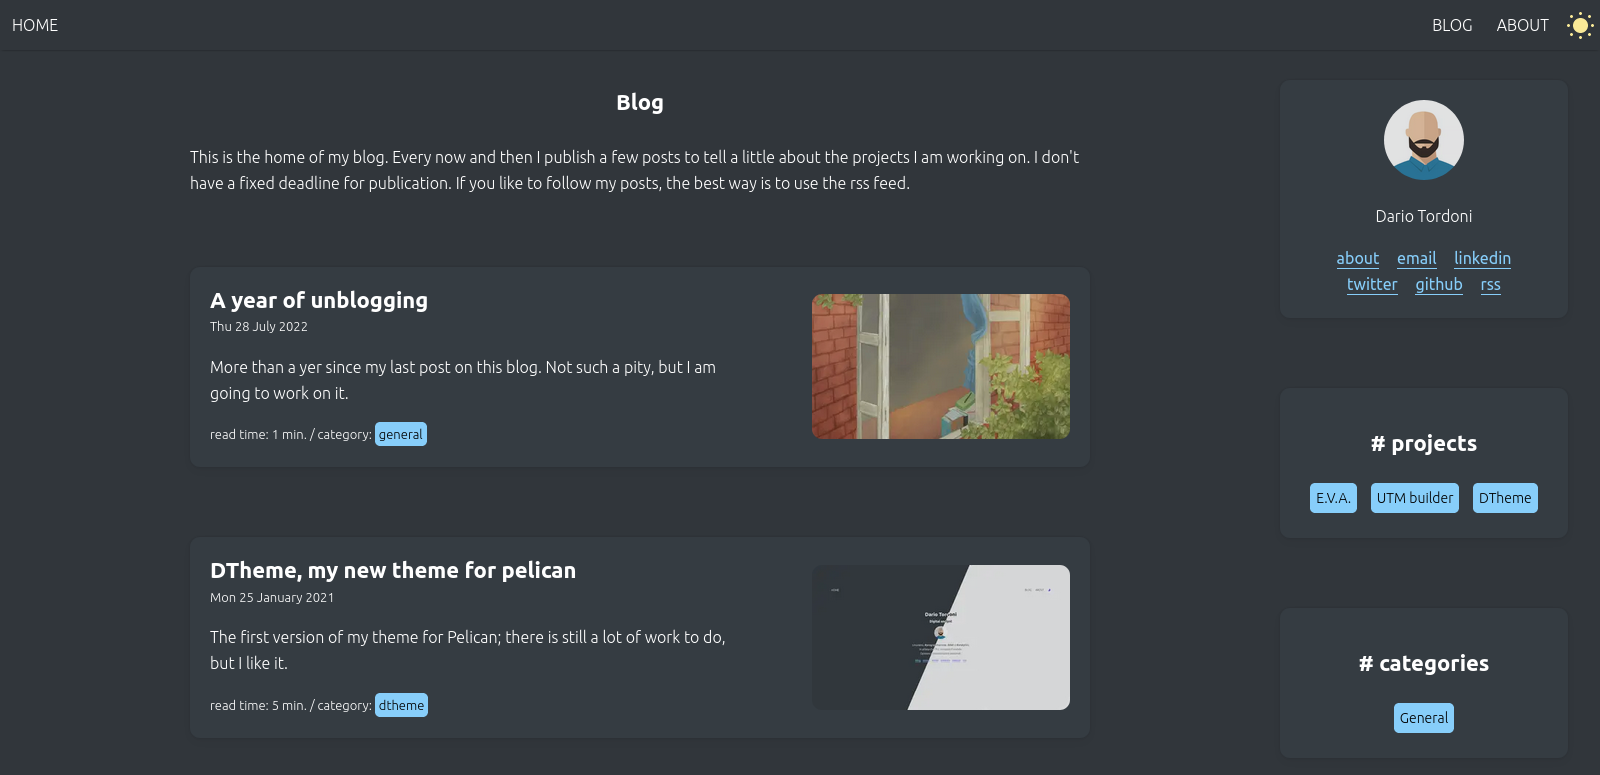 HOME
BLOG
ABOUT
Blog
This is the home of my blog. Every now and then I publish a few posts to tell a little about the projects I am working on. I don't
have a fixed deadline for publication. If you like to follow my posts, the best way is to use the rss feed.
A year of unblogging
Thu 28 July 2022
More than a yer since my last post on this blog. Not such a pity, but I am
going to work on it.
read time: 1 min. / category: general
DTheme, my new theme for pelican
Mon 25 January 2021
The first version of my theme for Pelican; there is still a lot of work to do,
but I like it.
read time: 5 min. / category: dtheme
Dario Tordoni
Dario Tordoni
about email linkedin
twitter github rss
# projects
E.V.A. UTM builder DTheme
# categories
General